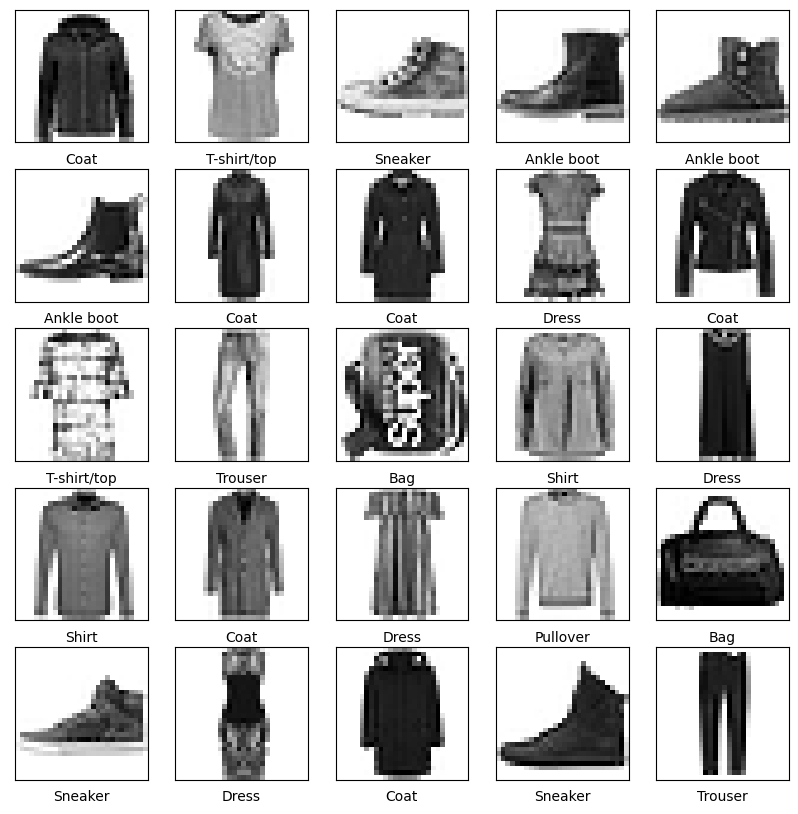 Coat T-shirt/top Sneaker Ankle boot Ankle boot
Ankle boot Coat Coat Dress Coat
Super
T-shirt/top Trouser Bag Shirt Dress
Shirt Coat Dress Pullover Bag
Sneaker Dress Coat Sneaker Trouser